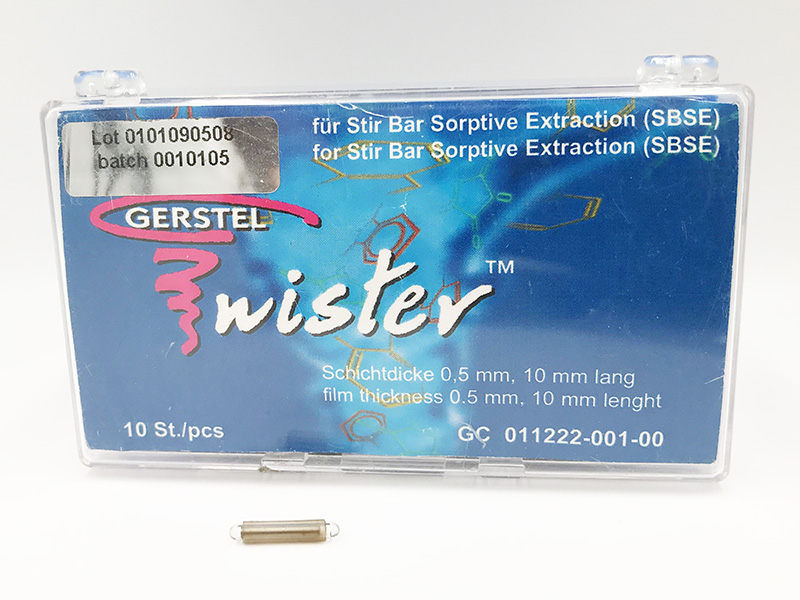 Lot 0101090508
batch 0010105
für Stir Bar Sorptive Extraction (SBSE)
for Stir Bar Sorptive Extraction (SBSE)
GERSTEL
Twister™
Schichtdicke 0,5 mm, 10 mm lang
film thickness 0.5 mm, 10 mm lenght
10 St./pcs
GC 011222-001-00